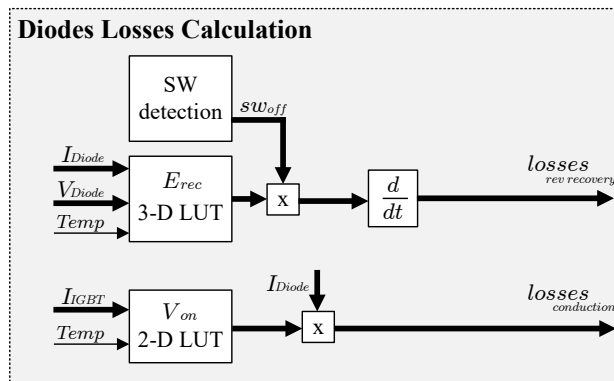 Diodes Losses Calculation
SW
detection
sw_off
I_Diode
V_Diode
Temp
E_rec
3-D LUT
x
d
dt
losses
rev recovery
I_IGBT
Temp
V_on
2-D LUT
I_Diode
x
losses
conduction